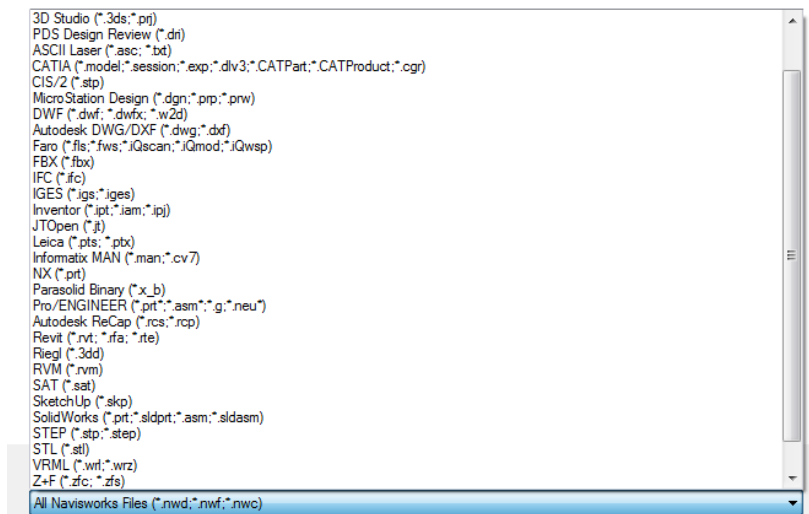 3D Studio (*.3ds;*.prj)
PDS Design Review (*.dri)
ASCII Laser (*.asc; *.txt)
CATIA (*.model;*.session;*.exp;*.dlv3;*.CATPart;*.CATProduct;*.cgr)
CIS/2 (*.stp)
MicroStation Design (*.dgn;*.prp;*.prw)
DWF (*.dwf; *.dwfx; *.w2d)
Autodesk DWG/DXF (*.dwg;*.dxf)
Faro (*.fls;*.fws;*.iQscan;*.iQmod;*.iQwsp)
FBX (*.fbx)
IFC (*.ifc)
IGES (*.igs;*.iges)
Inventor (*.ipt;*.iam;*.ipj)
JTOpen (*.jt)
Leica (*.pts; *.ptx)
Informatix MAN (*.man;*.cv7)
NX (*.prt)
Parasolid Binary (*.x_b)
Pro/ENGINEER (*.prt*;*.asm*;*.g;*.neu*)
Autodesk ReCap (*.rcs;*.rcp)
Revit (*.rvt; *.rfa; *.rte)
Riegl (*.3dd)
RVM (*.rvm)
SAT (*.sat)
SketchUp (*.skp)
SolidWorks (*.prt;*.sldprt;*.asm;*.sldasm)
STEP (*.stp;*.step)
STL (*.stl)
VRML (*.wrl;*.wrz)
Z+F (*.zfc; *.zfs)
All Navisworks Files (*.nwd;*.nwf;*.nwc)